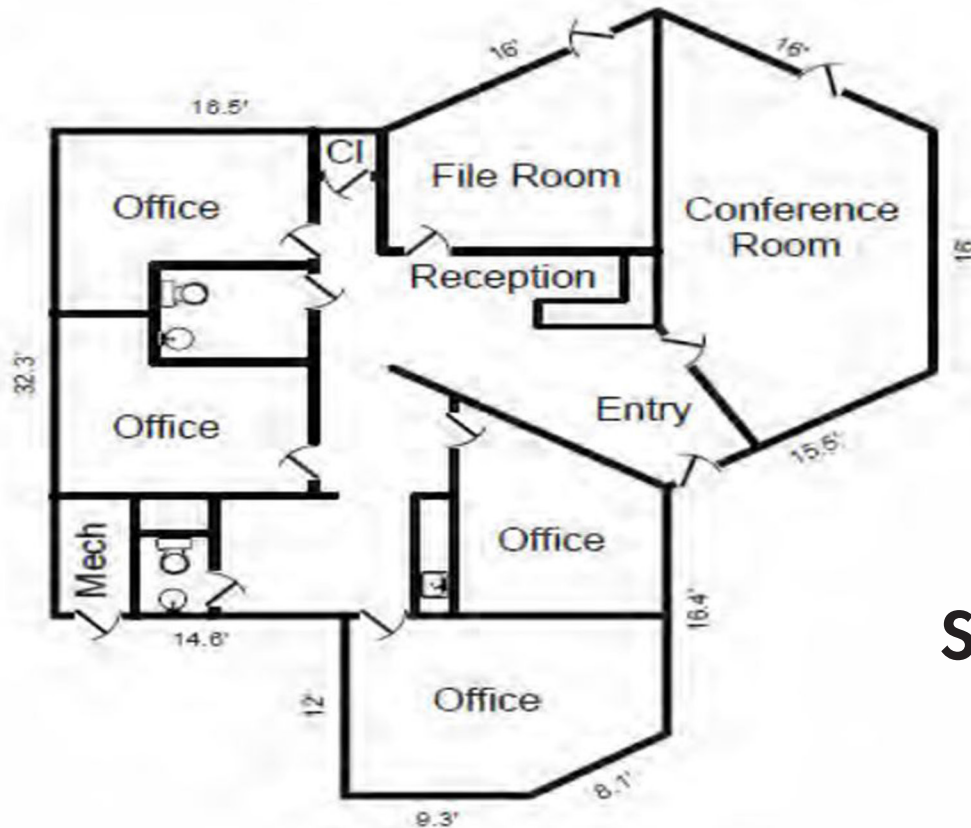 16'
16'
16.5'
Cl
Office
File Room
Conference
Room
16'
Reception
32.3'
Office
Entry
15.5'
Mech
Office
16.4'
S
14.6'
12'
Office
8.1'
9.3'